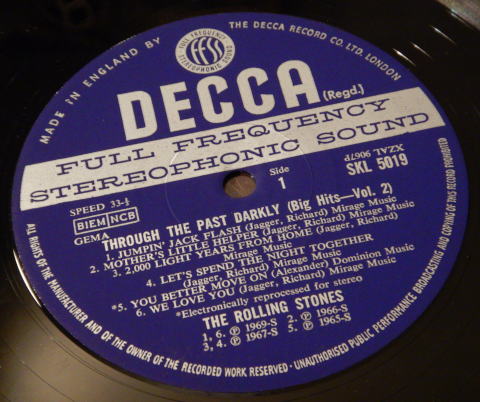 MADE IN ENGLAND BY THE DECCA RECORD CO. LTD. LONDON
FULL FREQUENCY STEREOPHONIC SOUND
FFSS
DECCA
(Regd.)
FULL FREQUENCY
STEREOPHONIC SOUND
SPEED 33-⅓
BIEM NCB
GEMA
Side
1
XZAL 9067P
SKL 5019
THROUGH THE PAST DARKLY (Big Hits—Vol. 2)
1. JUMPIN' JACK FLASH (Jagger, Richard) Mirage Music
2. MOTHER'S LITTLE HELPER (Jagger, Richard) Mirage Music
3. 2,000 LIGHT YEARS FROM HOME (Jagger, Richard)
Mirage Music
4. LET'S SPEND THE NIGHT TOGETHER
(Jagger, Richard) Mirage Music
*5. YOU BETTER MOVE ON (Alexander) Dominion Music
6. WE LOVE YOU (Jagger, Richard) Mirage Music
*Electronically reprocessed for stereo
THE ROLLING STONES
1, 6. ℗ 1969-S 2. ℗ 1966-S
3, 4. ℗ 1967-S 5. ℗ 1965-S
ALL RIGHTS OF THE MANUFACTURER AND OF THE OWNER OF THE RECORDED WORK RESERVED - UNAUTHORISED PUBLIC PERFORMANCE BROADCASTING AND COPYING OF THIS RECORD PROHIBITED